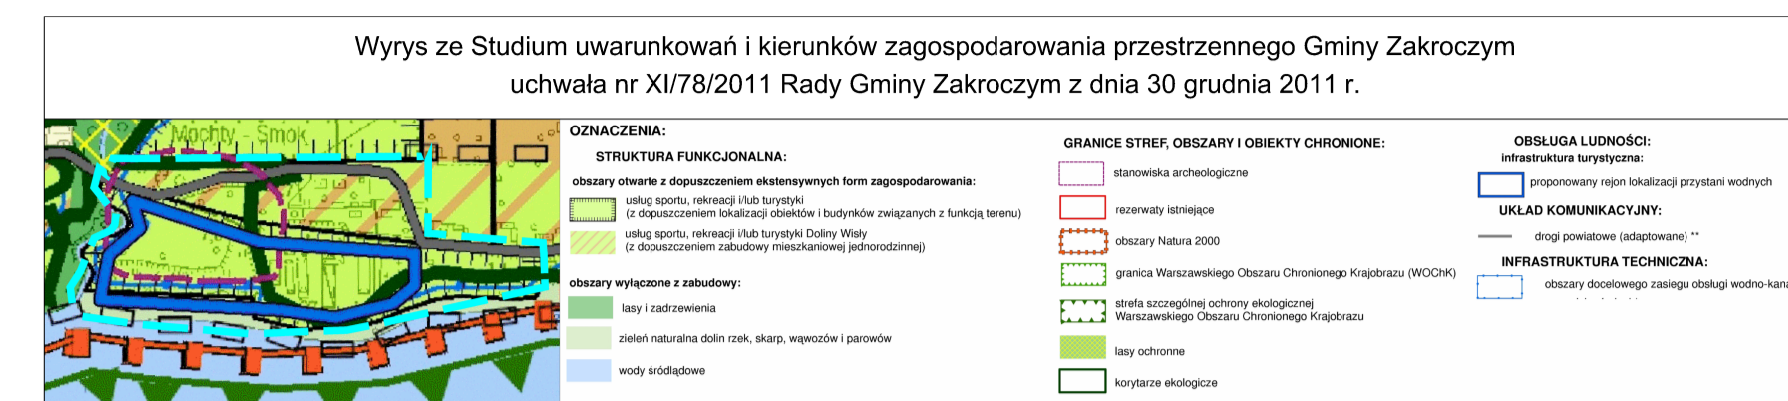 Wyrys ze Studium uwarunkowań i kierunków zagospodarowania przestrzennego Gminy Zakroczym
uchwała nr XI/78/2011 Rady Gminy Zakroczym z dnia 30 grudnia 2011 r.
Mochty - Smok
OZNACZENIA:
STRUKTURA FUNKCJONALNA:
obszary otwarte z dopuszczeniem ekstensywnych form zagospodarowania:
usług sportu, rekreacji i/lub turystyki
(z dopuszczeniem lokalizacji obiektów i budynków związanych z funkcją terenu)
usług sportu, rekreacji i/lub turystyki Doliny Wisły
(z dopuszczeniem zabudowy mieszkaniowej jednorodzinnej)
obszary wyłączone z zabudowy:
lasy i zadrzewienia
zieleń naturalna dolin rzek, skarp, wąwozów i parowów
wody śródlądowe
GRANICE STREF, OBSZARY I OBIEKTY CHRONIONE:
stanowiska archeologiczne
rezerwaty istniejące
obszary Natura 2000
granica Warszawskiego Obszaru Chronionego Krajobrazu (WOChK)
strefa szczególnej ochrony ekologicznej
Warszawskiego Obszaru Chronionego Krajobrazu
lasy ochronne
korytarze ekologicze
OBSŁUGA LUDNOŚCI:
infrastruktura turystyczna:
proponowany rejon lokalizacji przystani wodnych
UKŁAD KOMUNIKACYJNY:
drogi powiatowe (adaptowane) **
INFRASTRUKTURA TECHNICZNA:
obszary docelowego zasięgu obsługi wodno-kana